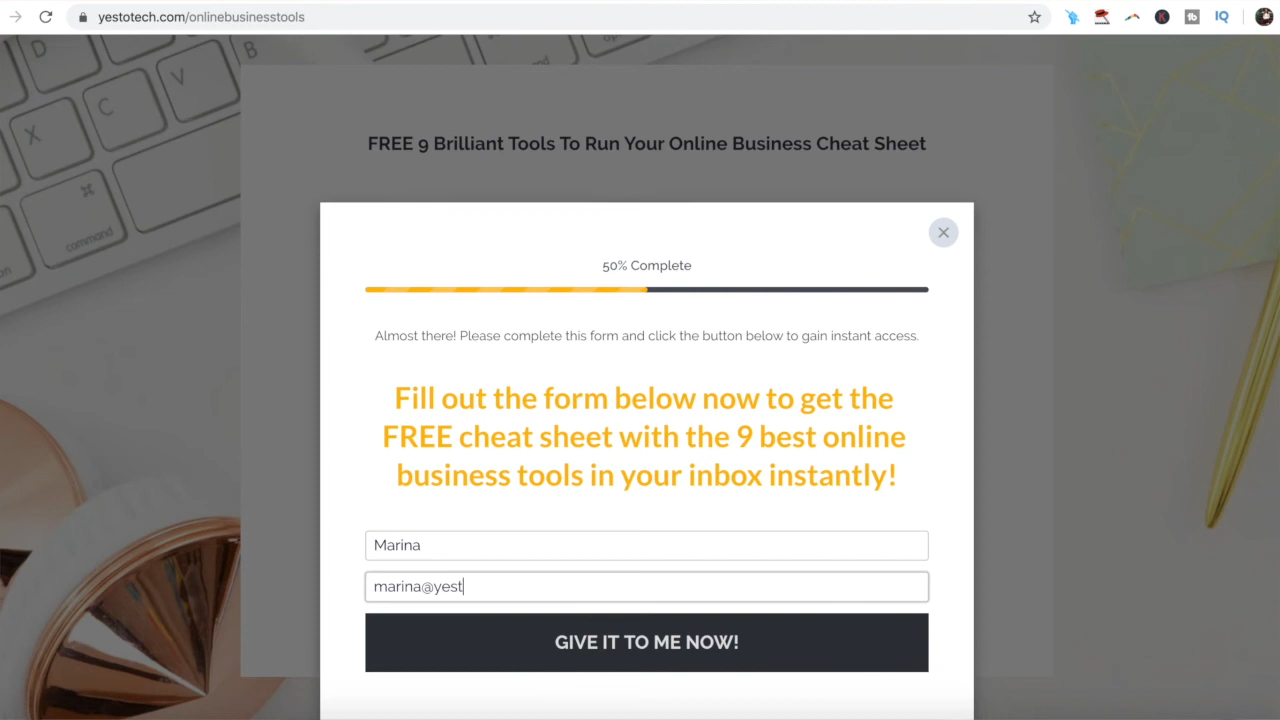 yestotech.com/onlinebusinesstools
K
tb
IQ
D
B
V
C
X
command
FREE 9 Brilliant Tools To Run Your Online Business Cheat Sheet
50% Complete
Almost there! Please complete this form and click the button below to gain instant access.
Fill out the form below now to get the
FREE cheat sheet with the 9 best online
business tools in your inbox instantly!
Marina
marina@yest
GIVE IT TO ME NOW!